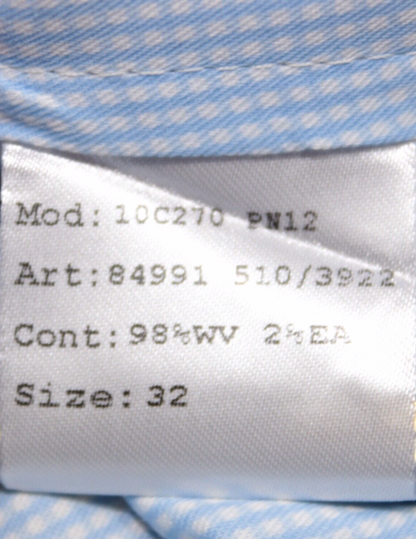 Mod: 10C270 PN12
Art: 84991 510/3922
Cont: 98%WV 2%EA
Size: 32